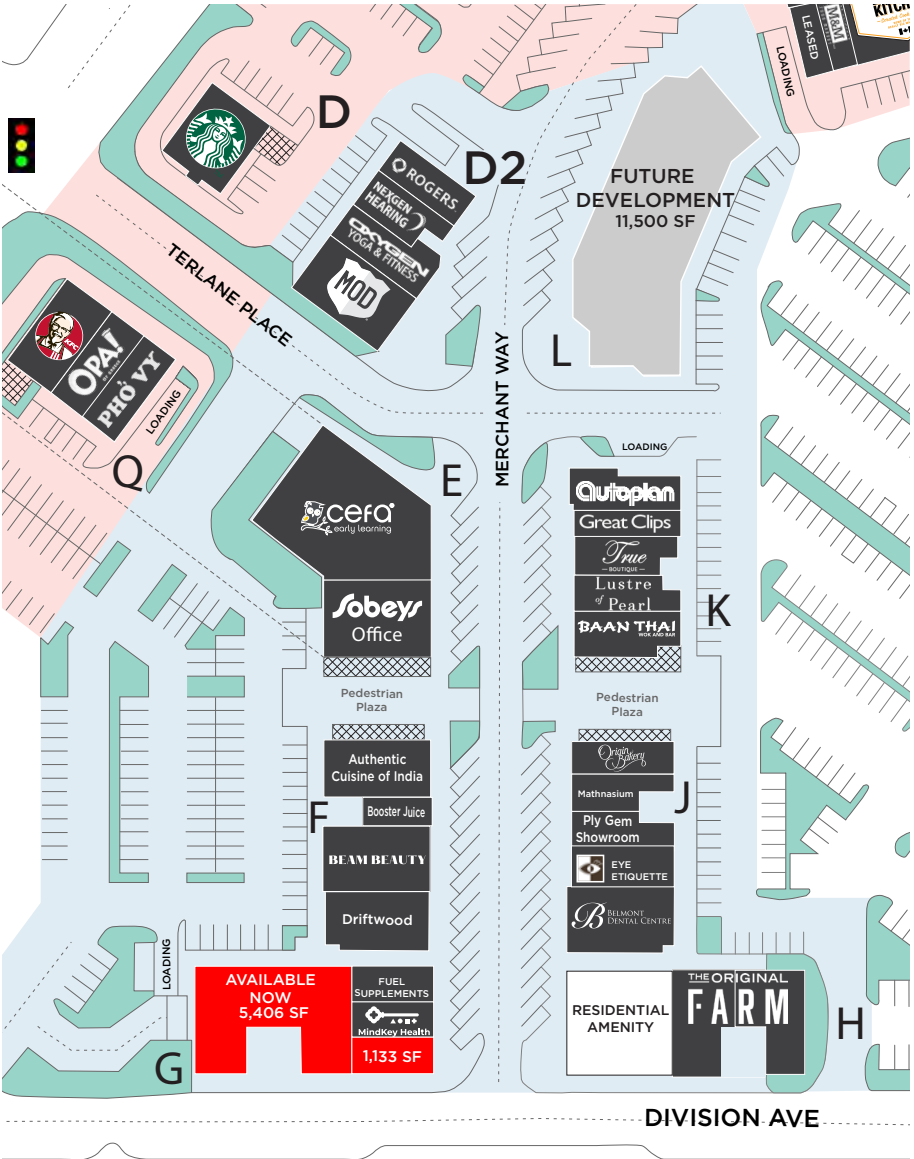 M&M
KITCH
LEASED
LOADING
D
D2
ROGERS
NEXGEN
HEARING
OXYGEN
YOGA & FITNESS
MOD
FUTURE
DEVELOPMENT
11,500 SF
TERLANE PLACE
KFC
OPA!
PHỞ VY
LOADING
Q
L
MERCHANT WAY
E
cefa
early learning
LOADING
autoplan
Great Clips
True
BOUTIQUE
Lustre
of Pearl
BAAN THAI
WOK AND BAR
K
Sobeys
Office
Pedestrian
Plaza
Pedestrian
Plaza
Authentic
Cuisine of India
Booster Juice
F
BEAM BEAUTY
Driftwood
Origin
Bakery
Mathnasium
J
Ply Gem
Showroom
EYE
ETIQUETTE
B BELMONT
DENTAL CENTRE
LOADING
AVAILABLE
NOW
5,406 SF
FUEL
SUPPLEMENTS
MindKey Health
1,133 SF
G
RESIDENTIAL
AMENITY
THE ORIGINAL
FARM
H
DIVISION AVE